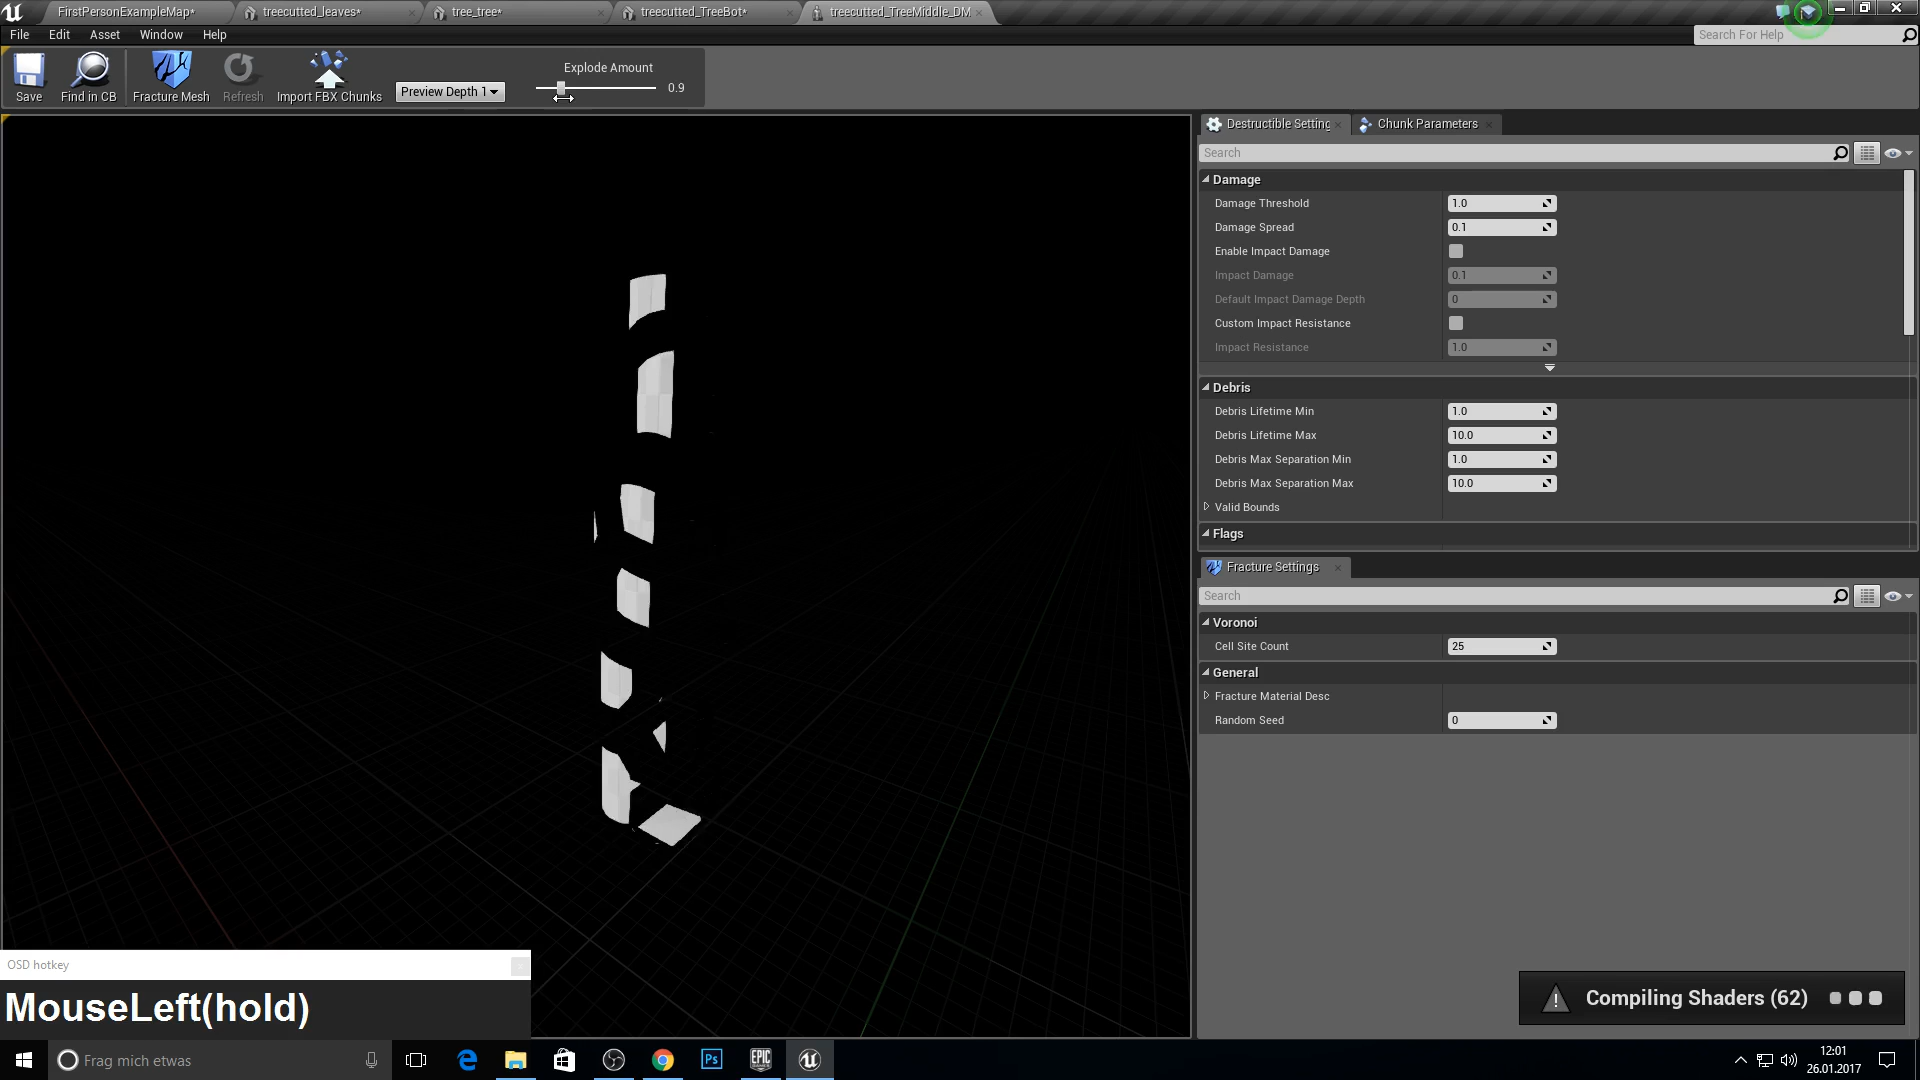 FirstPersonExampleMap*
treecutted_leaves*
tree_tree*
treecutted_TreeBot*
treecutted_TreeMiddle_DM
File Edit Asset Window Help
Search For Help
Save
Find in CB
Fracture Mesh
Refresh
Import FBX Chunks
Preview Depth 1
Explode Amount
0.9
Destructible Setting
Chunk Parameters
Search
Damage
Damage Threshold 1.0
Damage Spread 0.1
Enable Impact Damage
Impact Damage 0.1
Default Impact Damage Depth 0
Custom Impact Resistance
Impact Resistance 1.0
Debris
Debris Lifetime Min 1.0
Debris Lifetime Max 10.0
Debris Max Separation Min 1.0
Debris Max Separation Max 10.0
Valid Bounds
Flags
Fracture Settings
Search
Voronoi
Cell Site Count 25
General
Fracture Material Desc
Random Seed 0
OSD hotkey
MouseLeft(hold)
Compiling Shaders (62)
Frag mich etwas
Ps
EPIC
GAMES
12:01
26.01.2017